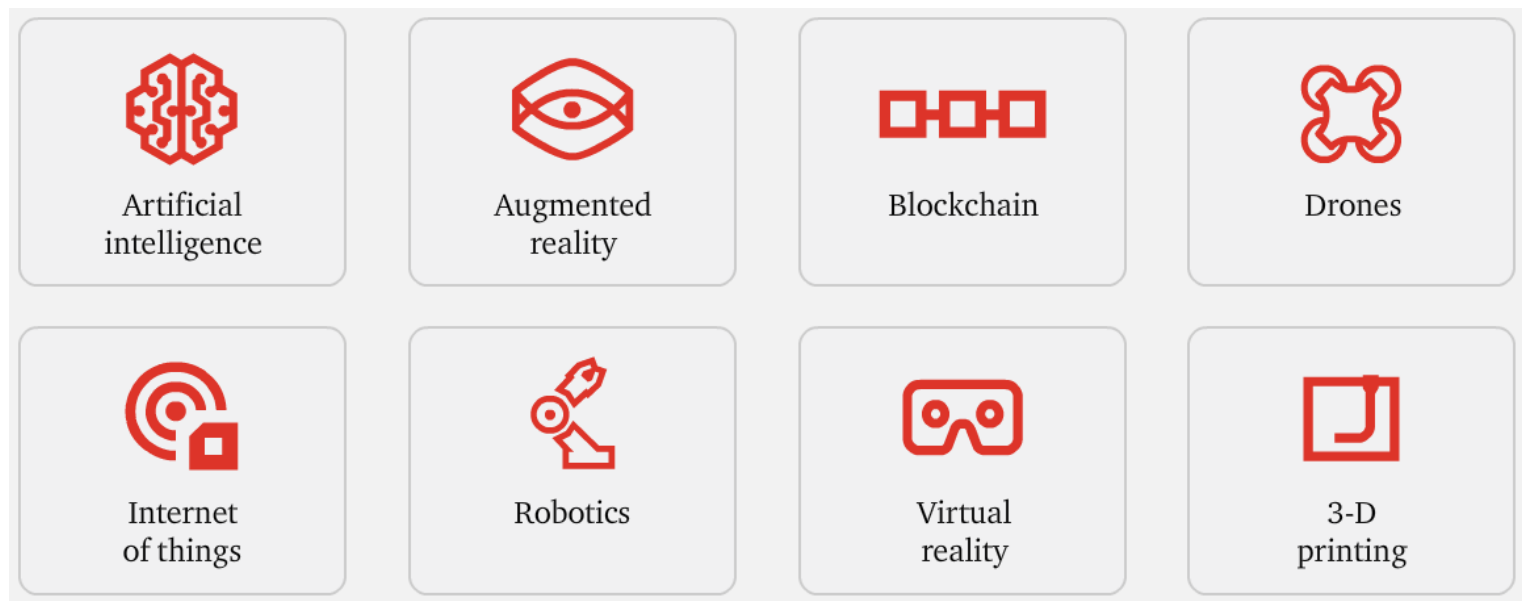 Artificial
intelligence
Augmented
reality
Blockchain
Drones
Internet
of things
Robotics
Virtual
reality
3-D
printing